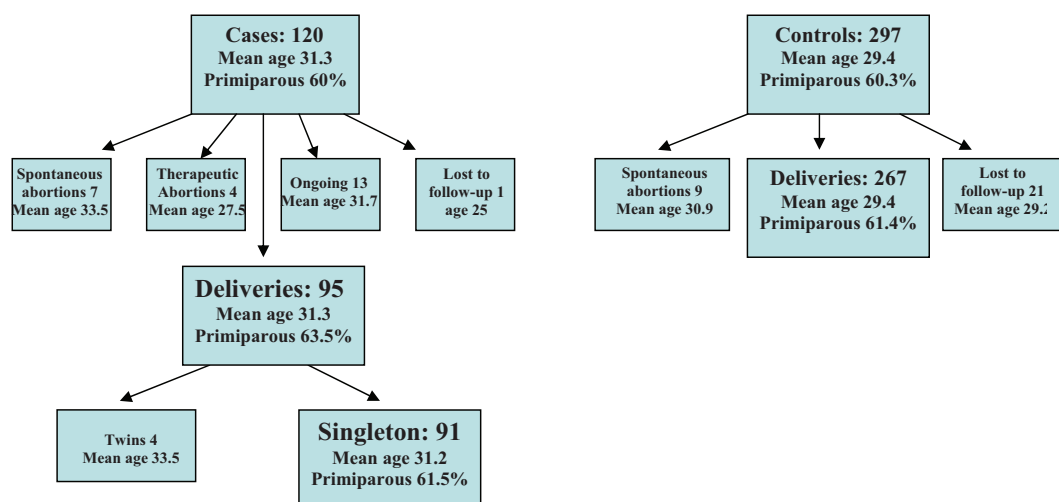 Cases: 120
Mean age 31.3
Primiparous 60%
Controls: 297
Mean age 29.4
Primiparous 60.3%
Spontaneous
abortions 7
Mean age 33.5
Therapeutic
Abortions 4
Mean age 27.5
Ongoing 13
Mean age 31.7
Lost to
follow-up 1
age 25
Spontaneous
abortions 9
Mean age 30.9
Deliveries: 267
Mean age 29.4
Primiparous 61.4%
Lost to
follow-up 21
Mean age 29.2
Deliveries: 95
Mean age 31.3
Primiparous 63.5%
Twins 4
Mean age 33.5
Singleton: 91
Mean age 31.2
Primiparous 61.5%